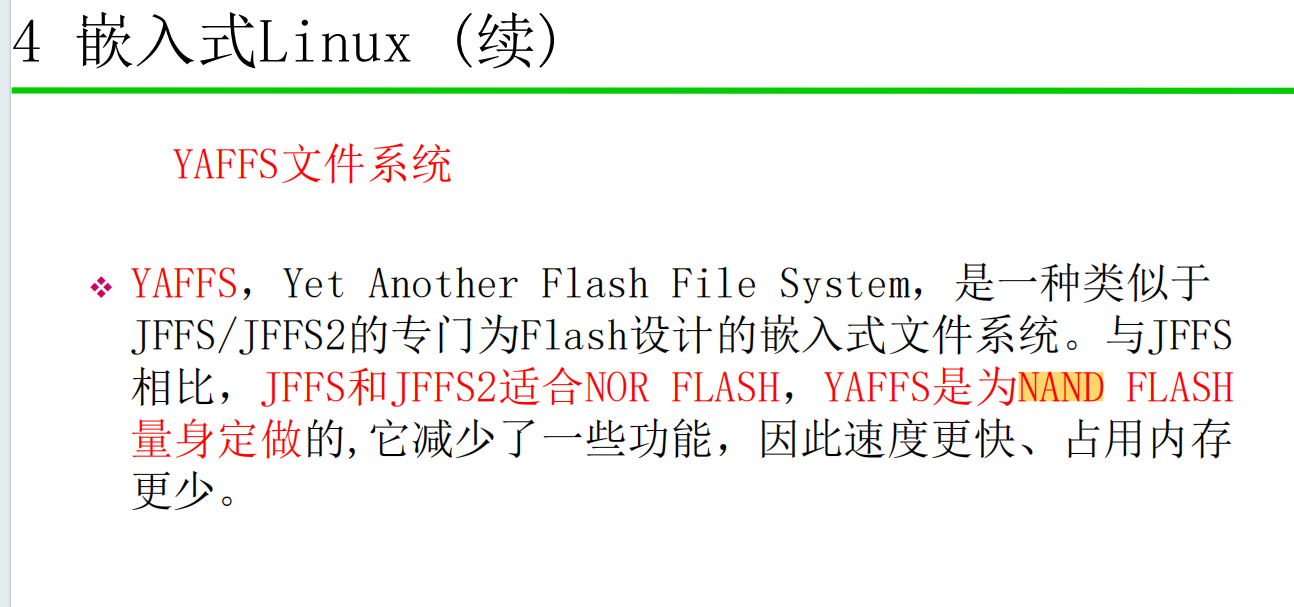 4 嵌入式Linux (续)
YAFFS文件系统
YAFFS，Yet Another Flash File System，是一种类似于
JFFS/JFFS2的专门为Flash设计的嵌入式文件系统。与JFFS
相比，JFFS和JFFS2适合NOR FLASH，YAFFS是为NAND FLASH
量身定做的,它减少了一些功能，因此速度更快、占用内存
更少。